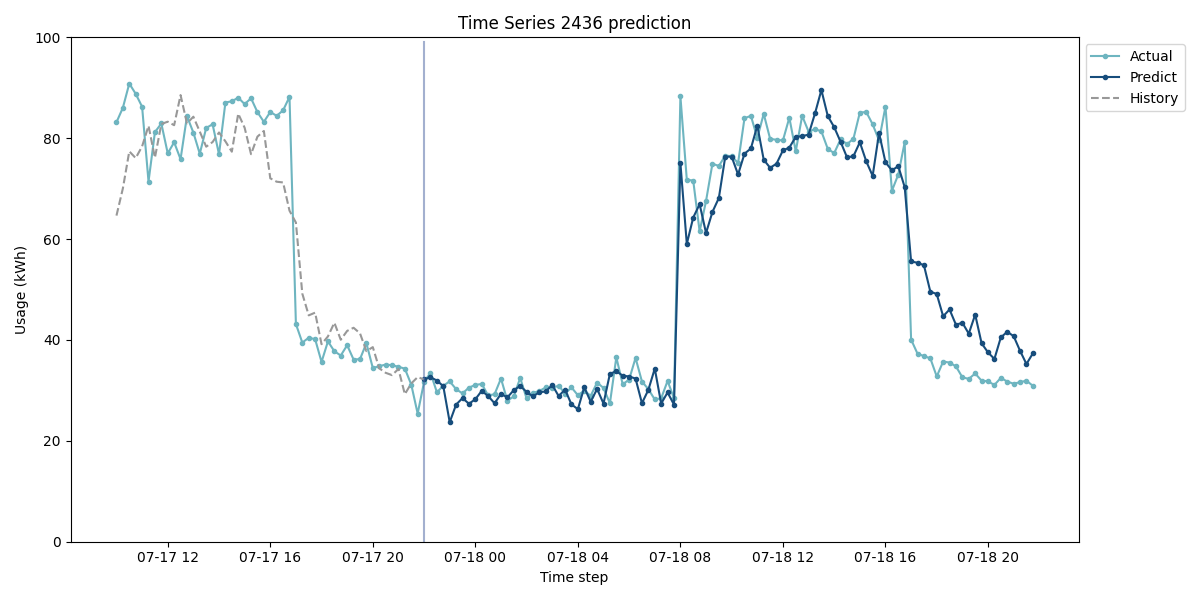 Time Series 2436 prediction
Usage (kWh)
100
80
60
40
20
0
07-17 12
07-17 16
07-17 20
07-18 00
07-18 04
07-18 08
07-18 12
07-18 16
07-18 20
Time step
Actual
Predict
History